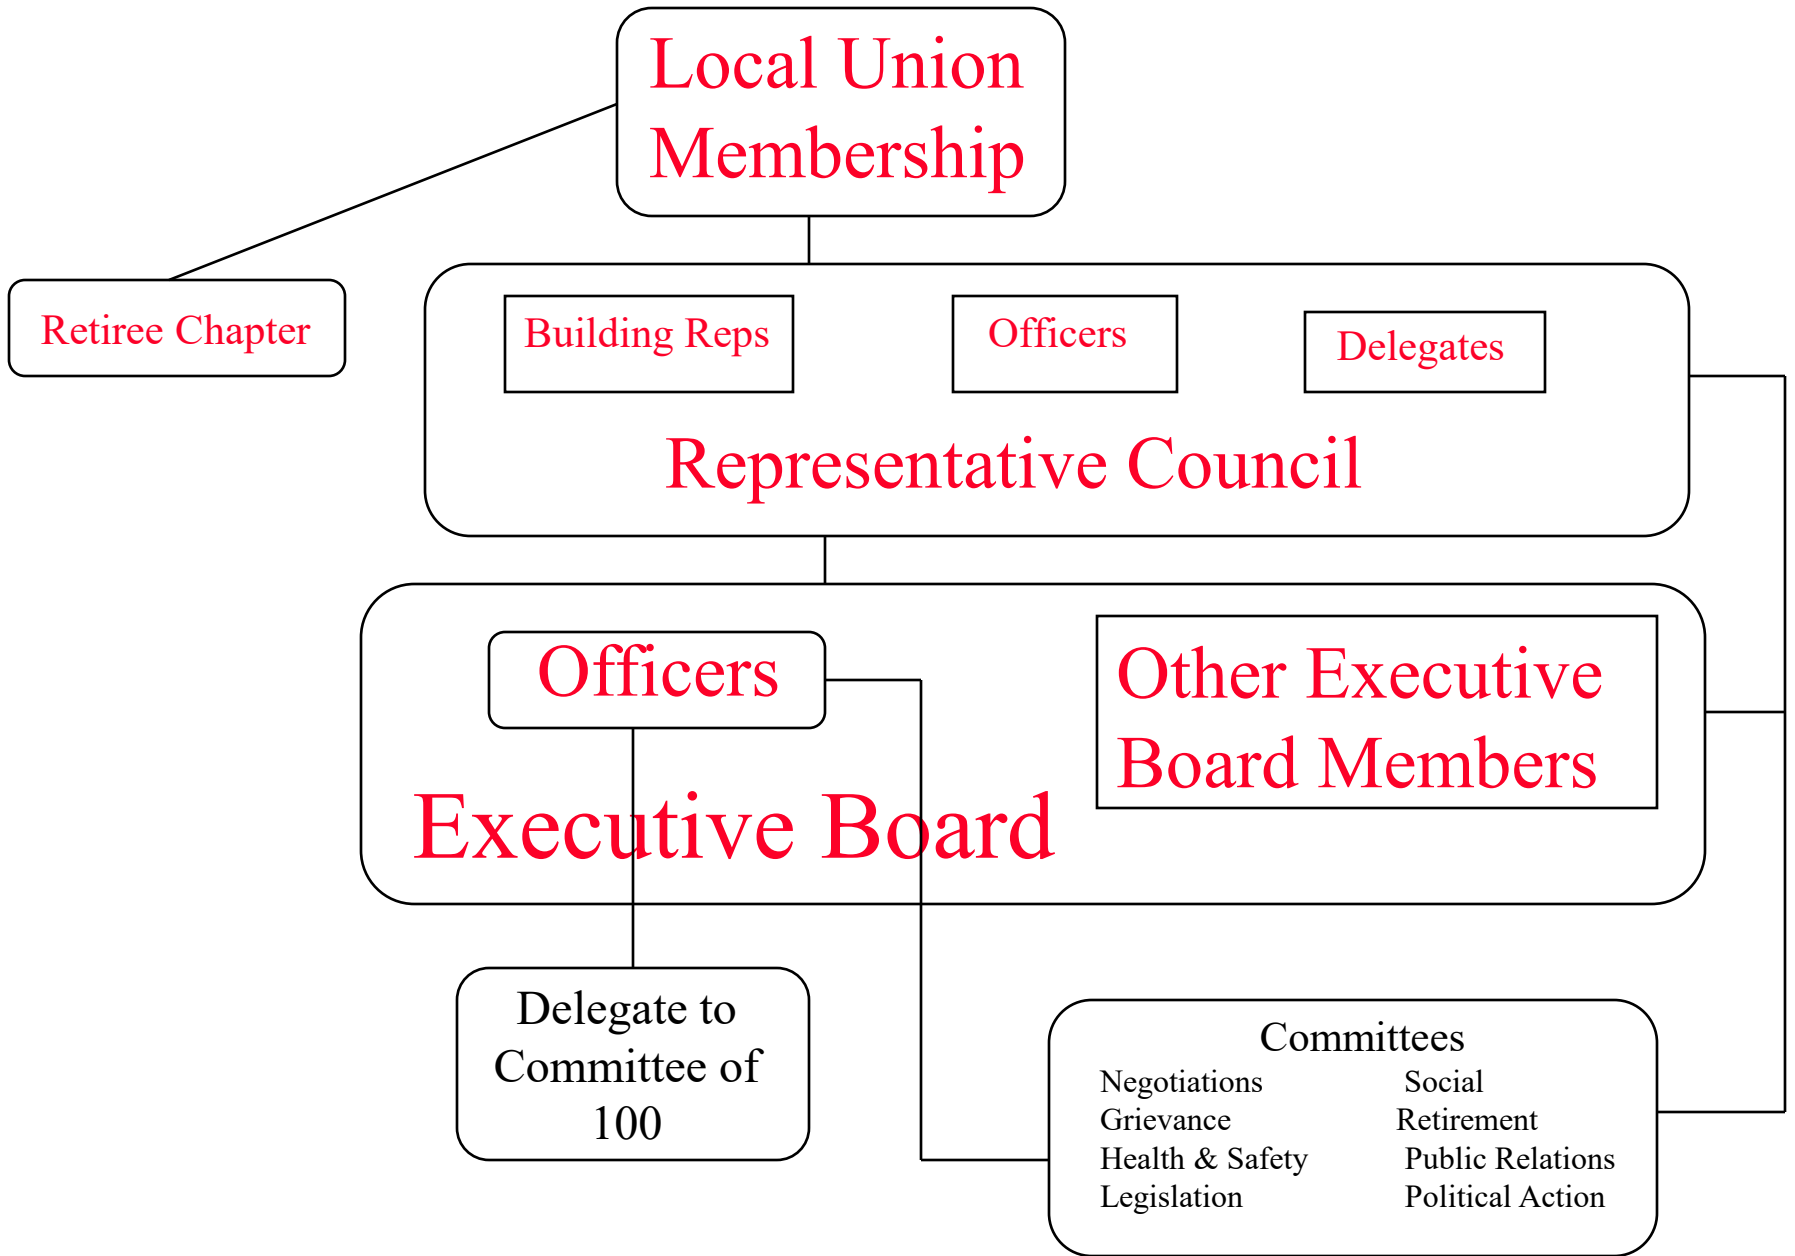 Local Union
Membership
Retiree Chapter
Building Reps
Officers
Delegates
Representative Council
Officers
Other Executive
Board Members
Executive Board
Delegate to
Committee of
100
Committees
Negotiations Social
Grievance Retirement
Health & Safety Public Relations
Legislation Political Action